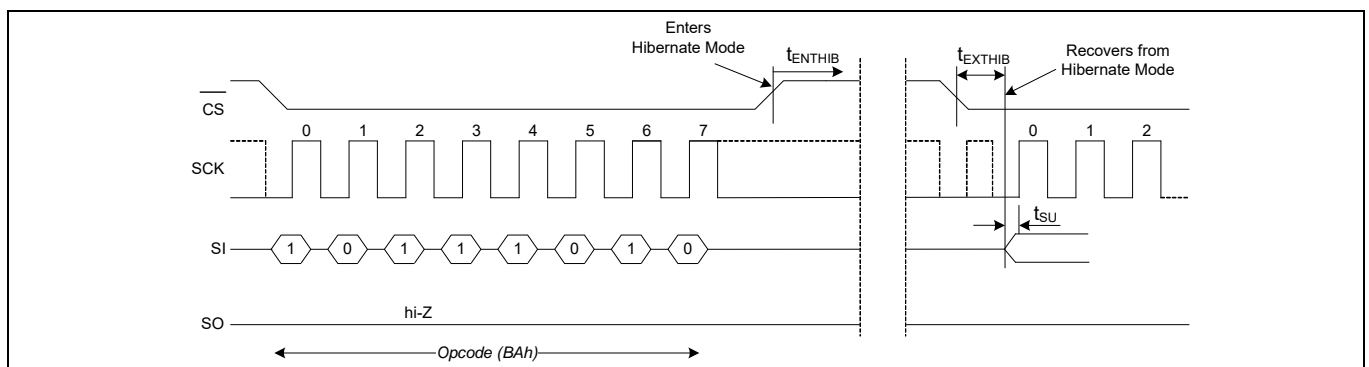 Enters
Hibernate Mode
tENTHIB
tEXTHIB
Recovers from
Hibernate Mode
CS
0 1 2 3 4 5 6 7 0 1 2
SCK
tSU
SI 1 0 1 1 1 0 1 0
hi-Z
SO
Opcode (BAh)